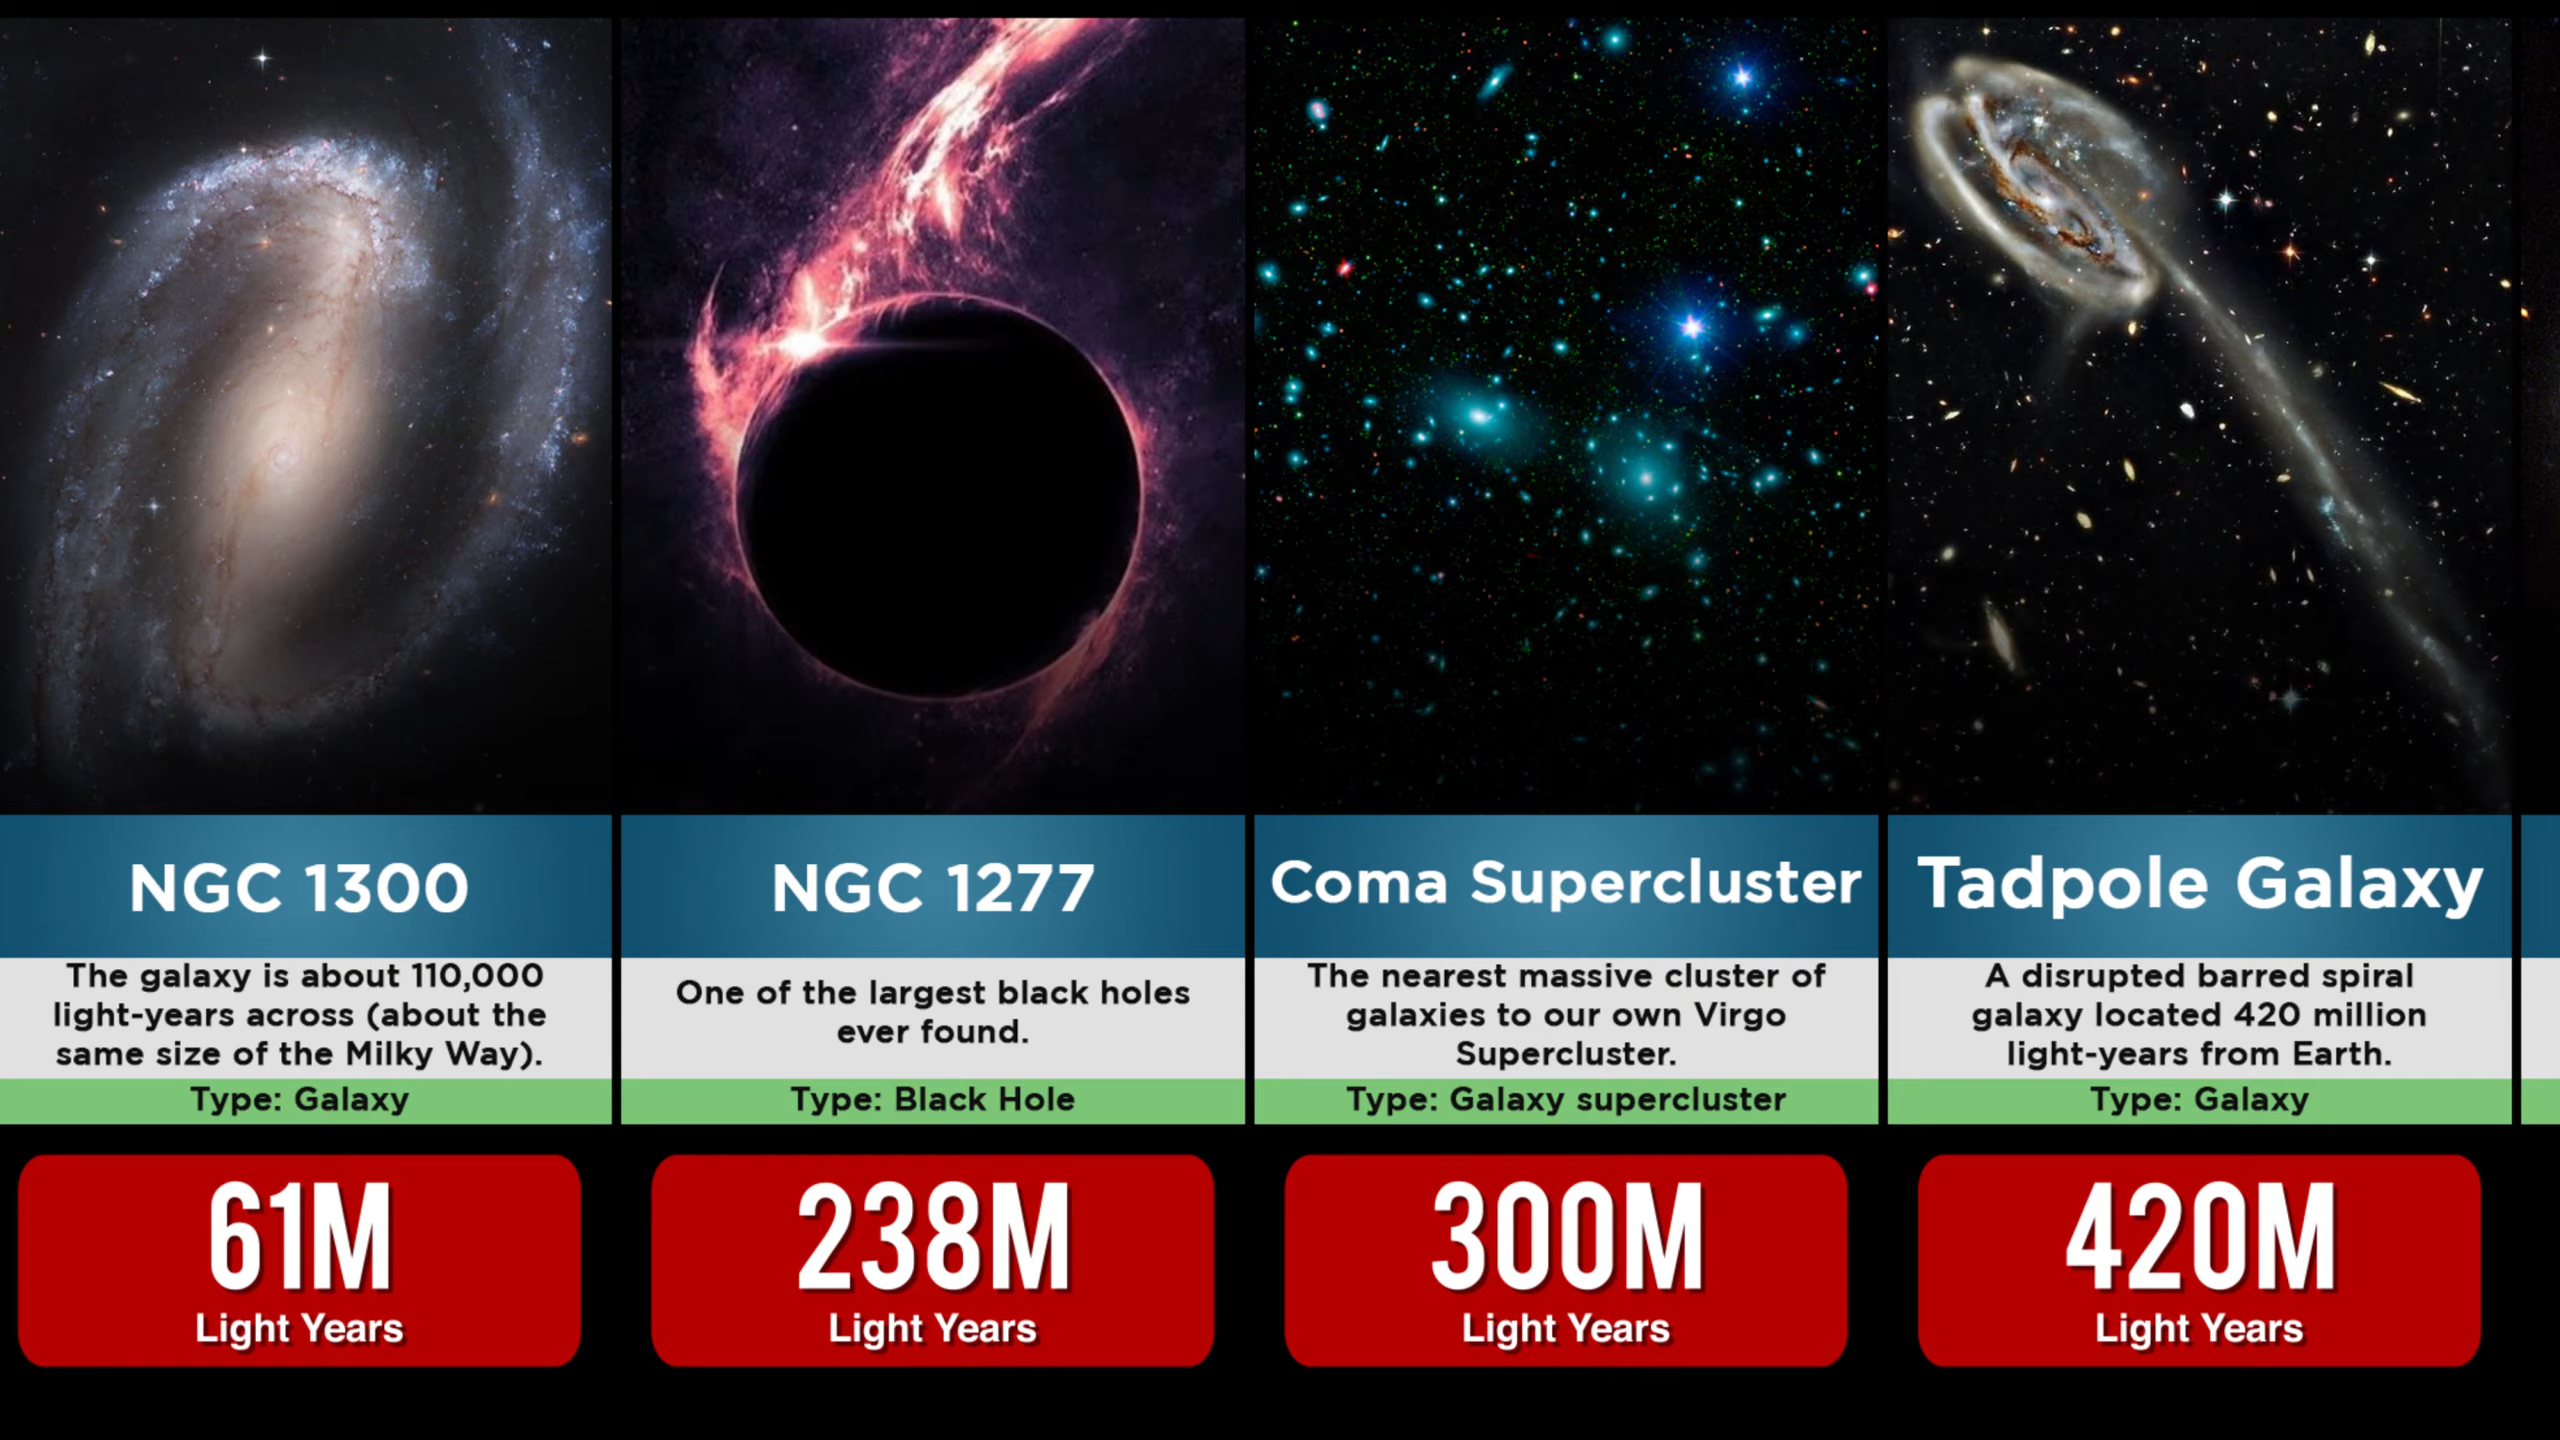 NGC 1300
The galaxy is about 110,000
light-years across (about the
same size of the Milky Way).
Type: Galaxy
61M
Light Years
NGC 1277
One of the largest black holes
ever found.
Type: Black Hole
238M
Light Years
Coma Supercluster
The nearest massive cluster of
galaxies to our own Virgo
Supercluster.
Type: Galaxy supercluster
300M
Light Years
Tadpole Galaxy
A disrupted barred spiral
galaxy located 420 million
light-years from Earth.
Type: Galaxy
420M
Light Years